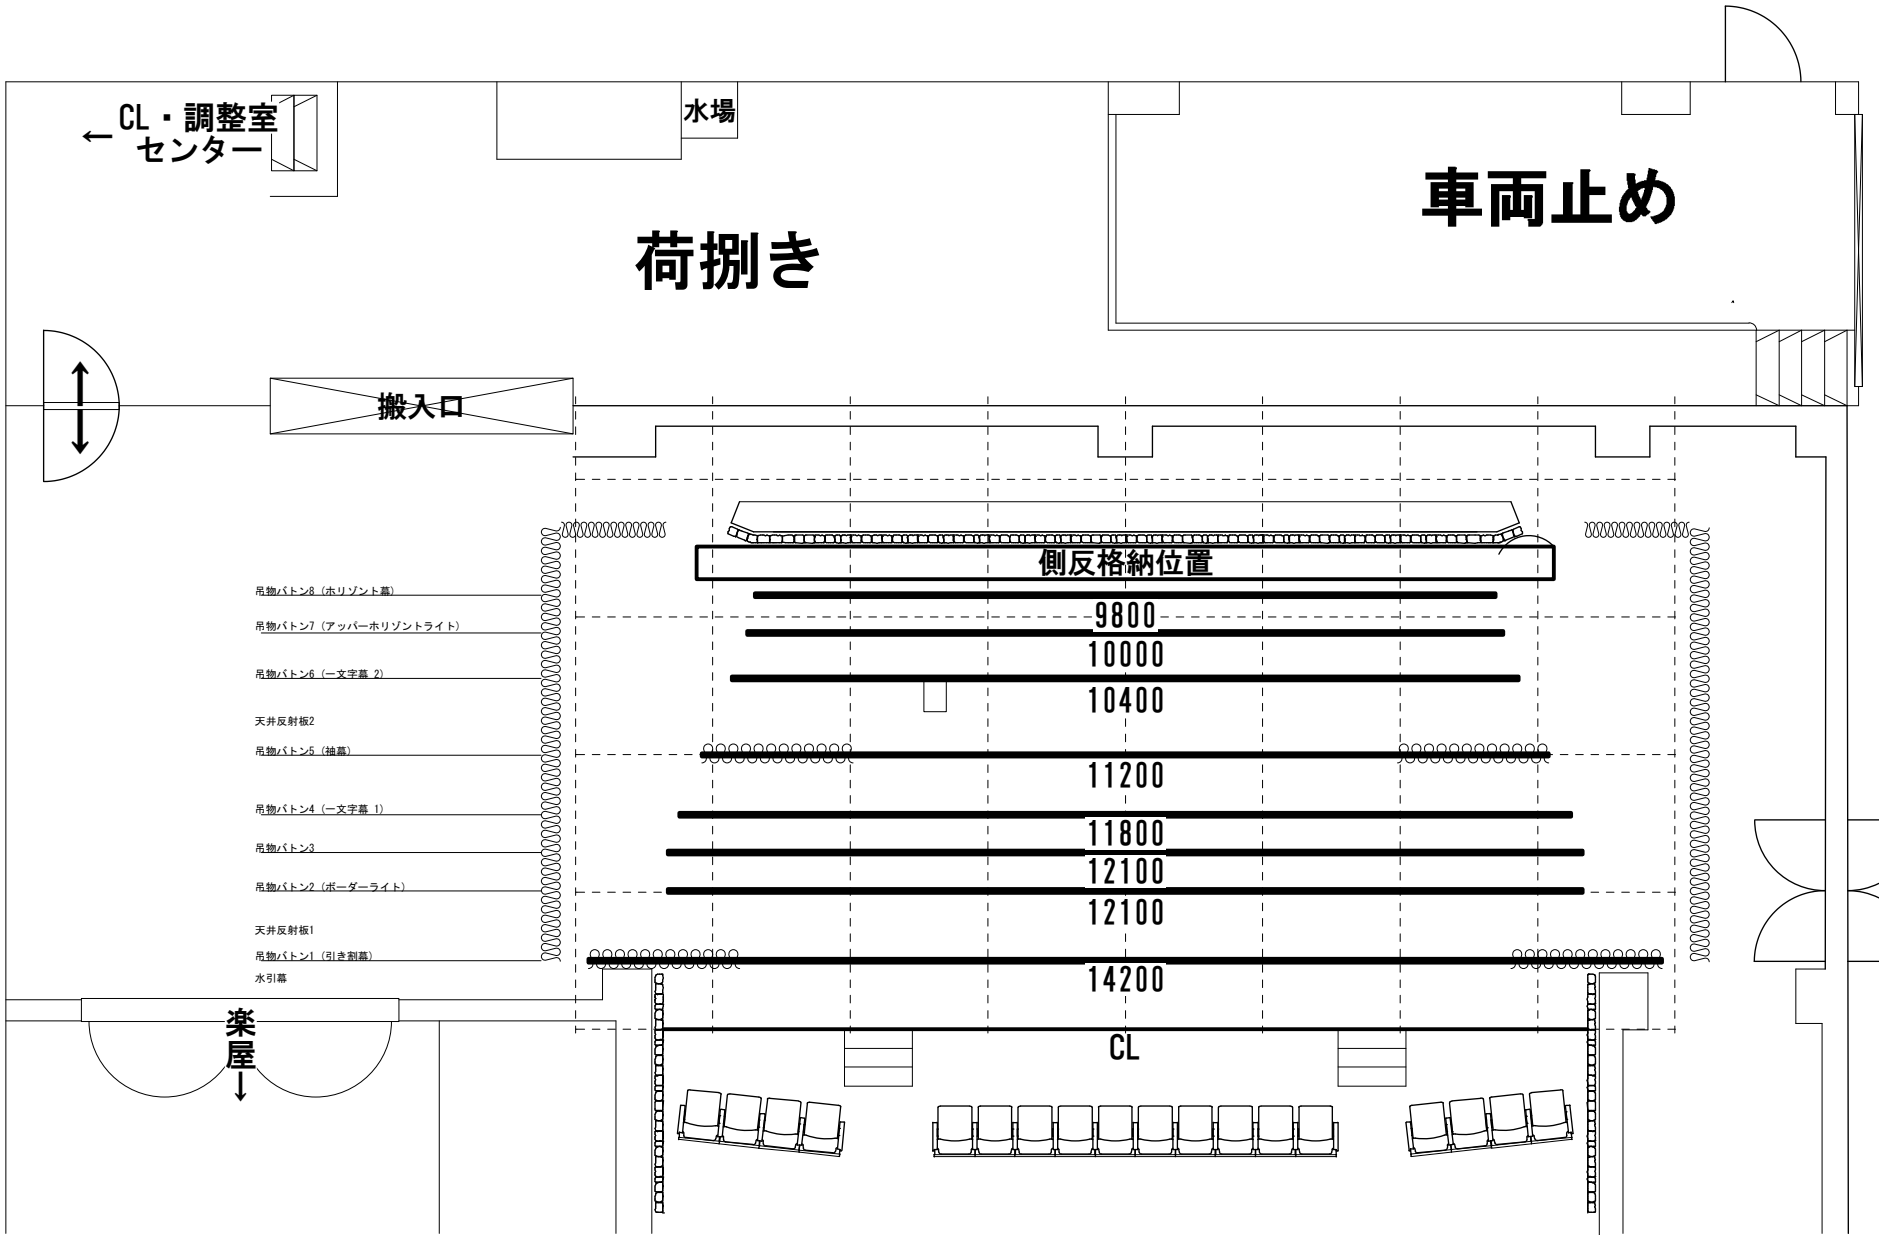 CL・調整室
← センター
水場
車両止め
荷捌き
搬入口
側反格納位置
吊物バトン8(ホリゾント幕)
9800
吊物バトン7(アッパーホリゾントライト)
10000
吊物バトン6(一文字幕 2)
10400
天井反射板2
吊物バトン5(袖幕)
11200
吊物バトン4(一文字幕 1)
11800
吊物バトン3
12100
吊物バトン2(ボーダーライト)
12100
天井反射板1
吊物バトン1(引き割幕)
14200
水引幕
楽屋↓
CL